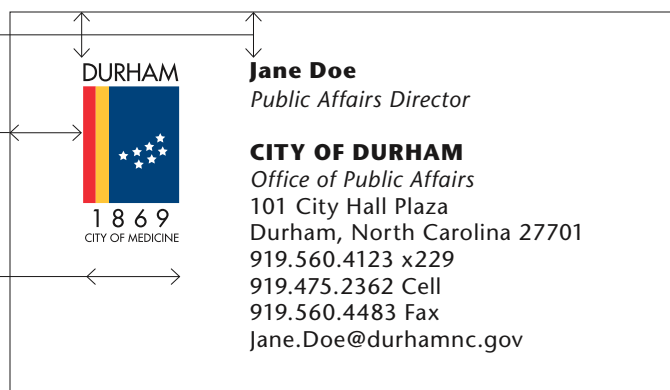 DURHAM
1869
CITY OF MEDICINE
Jane Doe
Public Affairs Director
CITY OF DURHAM
Office of Public Affairs
101 City Hall Plaza
Durham, North Carolina 27701
919.560.4123 x229
919.475.2362 Cell
919.560.4483 Fax
Jane.Doe@durhamnc.gov